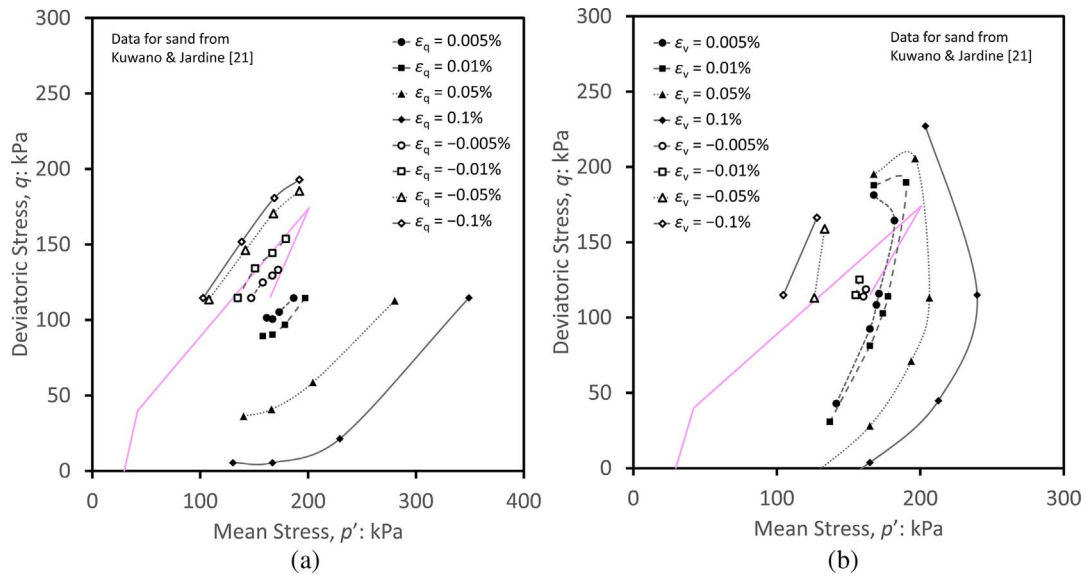 300
250
200
150
100
50
0
Deviatoric Stress, q: kPa
Data for sand from
Kuwano & Jardine [21]
εq = 0.005%
εq = 0.01%
εq = 0.05%
εq = 0.1%
εq = −0.005%
εq = −0.01%
εq = −0.05%
εq = −0.1%
0 100 200 300 400
Mean Stress, p’: kPa
(a)
300
250
200
150
100
50
0
Deviatoric Stress, q: kPa
εv = 0.005%
εv = 0.01%
εv = 0.05%
εv = 0.1%
εv = −0.005%
εv = −0.01%
εv = −0.05%
εv = −0.1%
Data for sand from
Kuwano & Jardine [21]
0 100 200 300
Mean Stress, p’: kPa
(b)